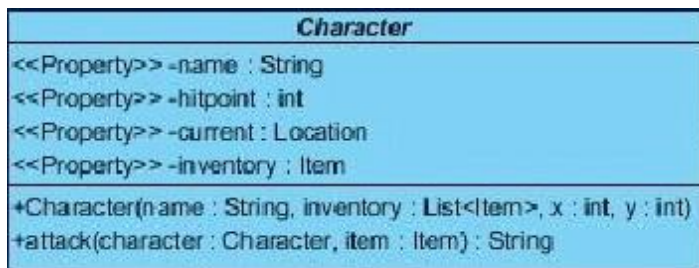 Character
<<Property>> -name : String
<<Property>> -hitpoint : int
<<Property>> -current : Location
<<Property>> -inventory : Item
+Character(name : String, inventory : List<Item>, x : int, y : int)
+attack(character : Character, item : Item) : String